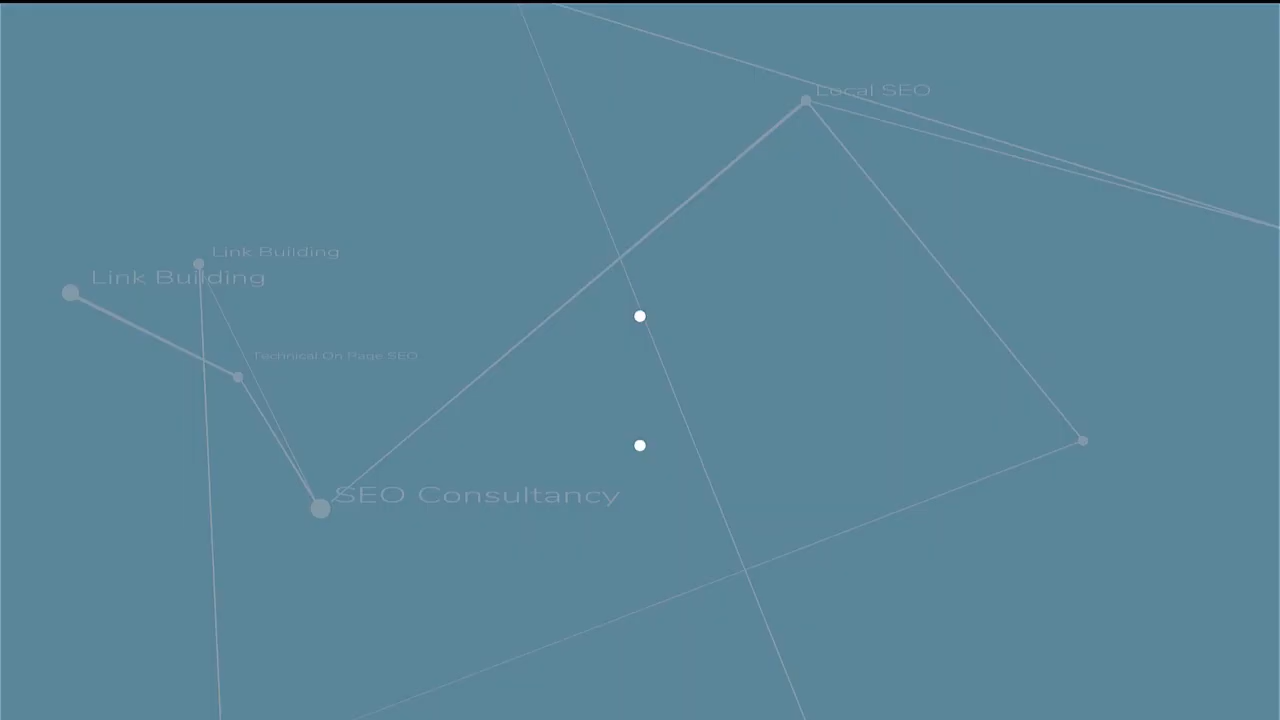 Local SEO
Link Building
Link Building
Technical On Page SEO
SEO Consultancy